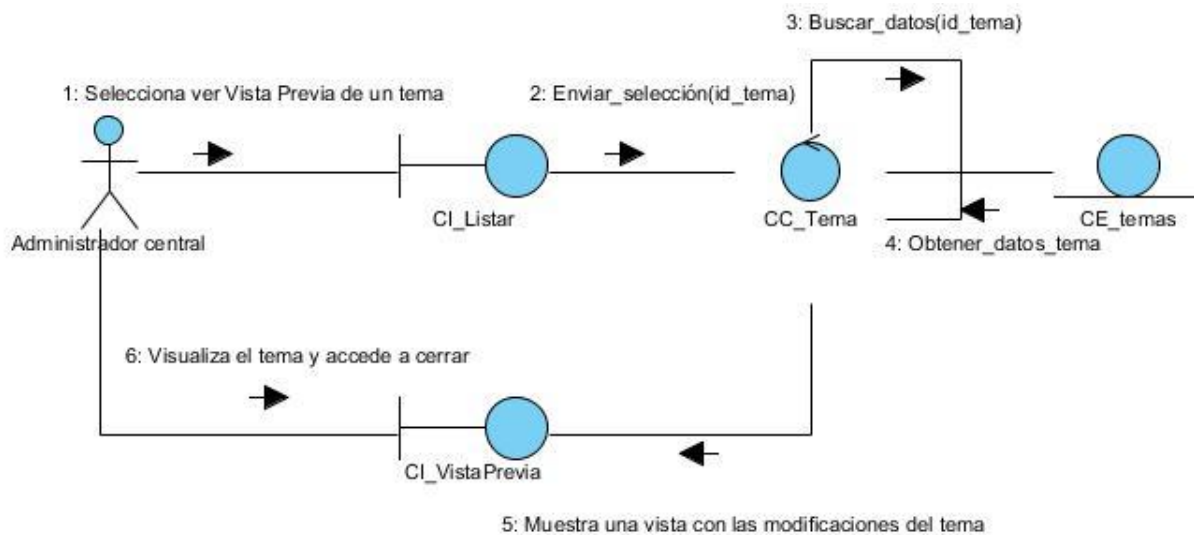 3: Buscar_datos(id_tema)
1: Selecciona ver Vista Previa de un tema
2: Enviar_selección(id_tema)
CI_Listar
CC_Tema
CE_temas
Administrador central
4: Obtener_datos_tema
6: Visualiza el tema y accede a cerrar
CI_VistaPrevia
5: Muestra una vista con las modificaciones del tema